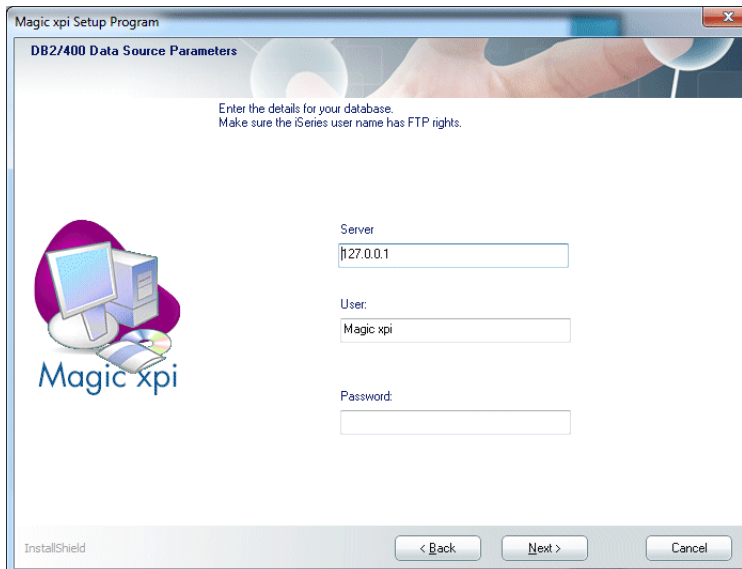 Magic xpi Setup Program
DB2/400 Data Source Parameters
Enter the details for your database.
Make sure the iSeries user name has FTP rights.
Server
127.0.0.1
User:
Magic xpi
Password:
Magic xpi
InstallShield
< Back
Next >
Cancel